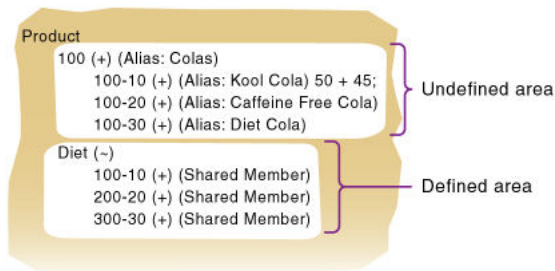 Product
100 (+) (Alias: Colas)
100-10 (+) (Alias: Kool Cola) 50 + 45;
100-20 (+) (Alias: Caffeine Free Cola)
100-30 (+) (Alias: Diet Cola)
Undefined area
Diet (~)
100-10 (+) (Shared Member)
200-20 (+) (Shared Member)
300-30 (+) (Shared Member)
Defined area